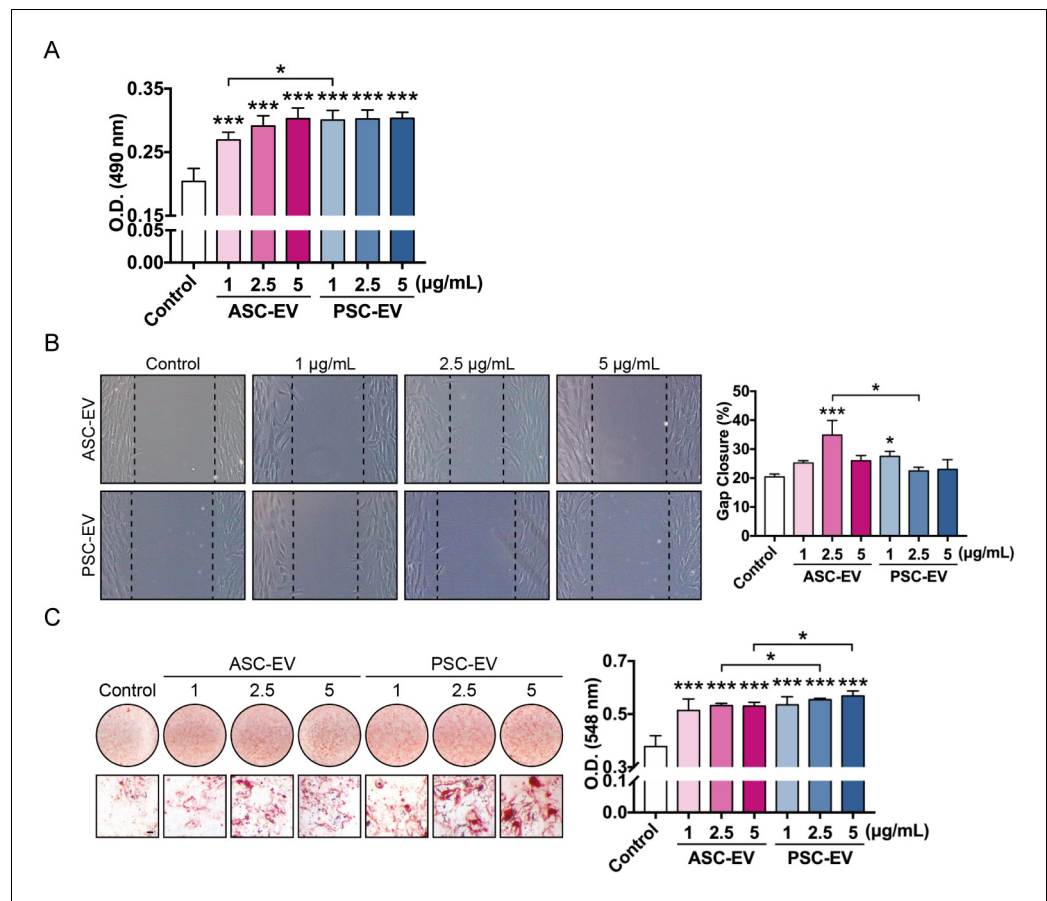 A
*
*** *** *** *** *** ***
0.35
0.25
0.15
0.05
0.00
O.D. (490 nm)
Control
1 2.5 5 1 2.5 5 (μg/mL)
ASC-EV PSC-EV
B
Control 1 μg/mL 2.5 μg/mL 5 μg/mL
ASC-EV
PSC-EV
*
*** *
50
40
30
20
10
0
Gap Closure (%)
Control
1 2.5 5 1 2.5 5 (μg/mL)
ASC-EV PSC-EV
C
ASC-EV PSC-EV
Control 1 2.5 5 1 2.5 5
*
*
*** *** *** *** *** ***
0.7
0.5
0.3
0.1
0.0
O.D. (548 nm)
Control
1 2.5 5 1 2.5 5 (μg/mL)
ASC-EV PSC-EV